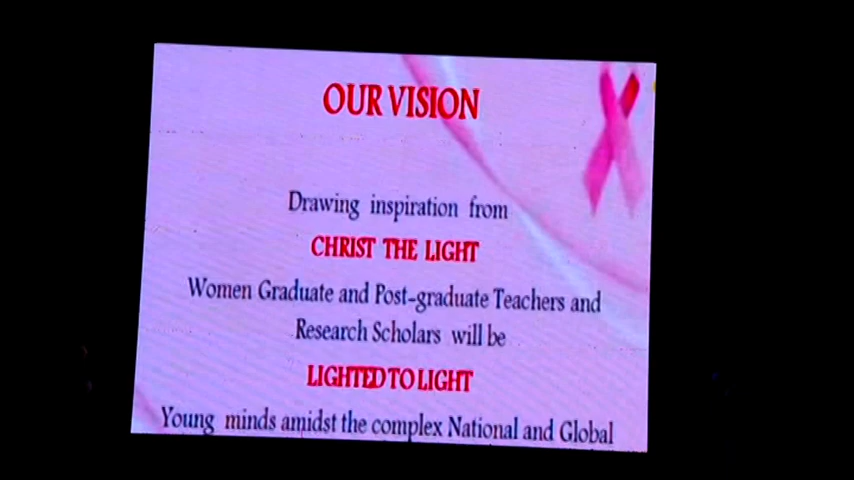 OUR VISION
Drawing inspiration from
CHRIST THE LIGHT
Women Graduate and Post-graduate Teachers and
Research Scholars will be
LIGHTED TO LIGHT
Young minds amidst the complex National and Global